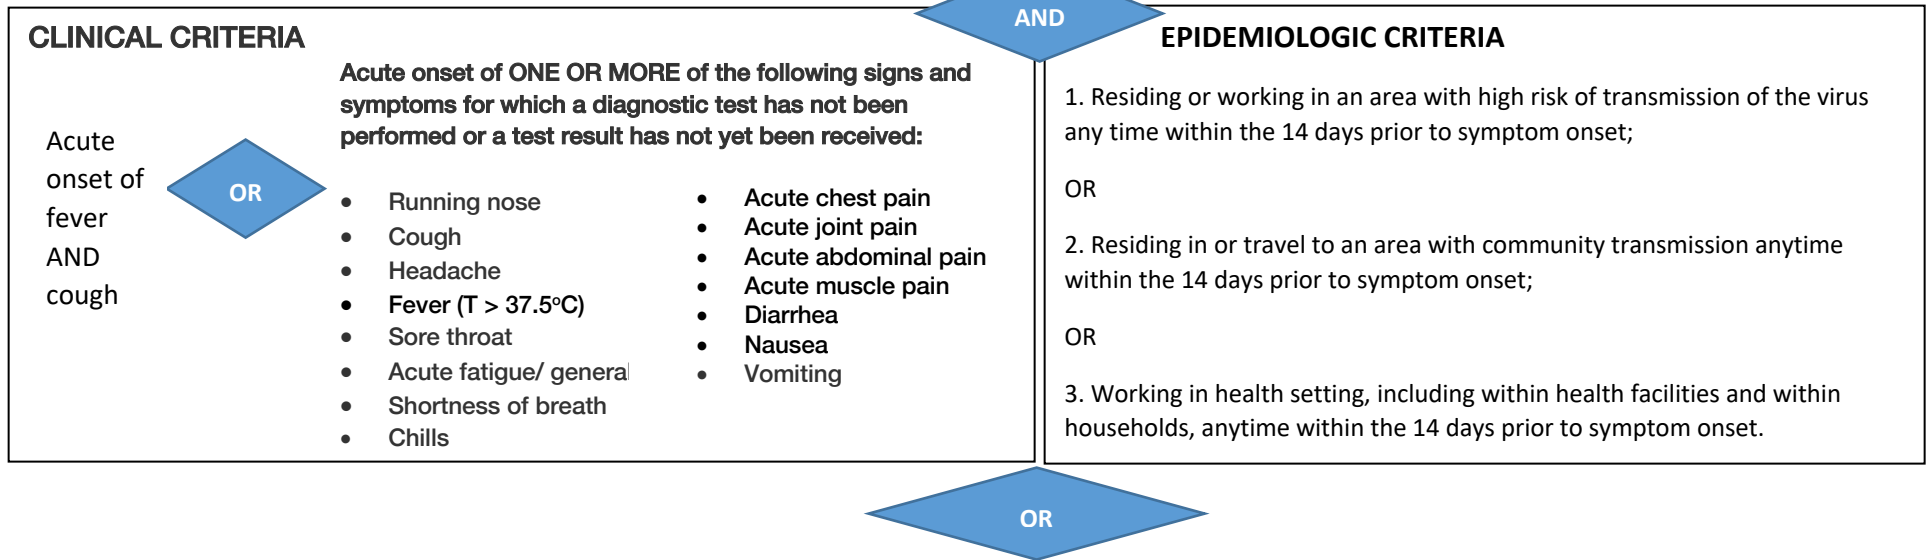 AND
CLINICAL CRITERIA
Acute
onset of
fever
AND
cough
OR
Acute onset of ONE OR MORE of the following signs and
symptoms for which a diagnostic test has not been
performed or a test result has not yet been received:
• Running nose
• Cough
• Headache
• Fever (T > 37.5°C)
• Sore throat
• Acute fatigue/ general
• Shortness of breath
• Chills
• Acute chest pain
• Acute joint pain
• Acute abdominal pain
• Acute muscle pain
• Diarrhea
• Nausea
• Vomiting
EPIDEMIOLOGIC CRITERIA
1. Residing or working in an area with high risk of transmission of the virus
any time within the 14 days prior to symptom onset;
OR
2. Residing in or travel to an area with community transmission anytime
within the 14 days prior to symptom onset;
OR
3. Working in health setting, including within health facilities and within
households, anytime within the 14 days prior to symptom onset.
OR